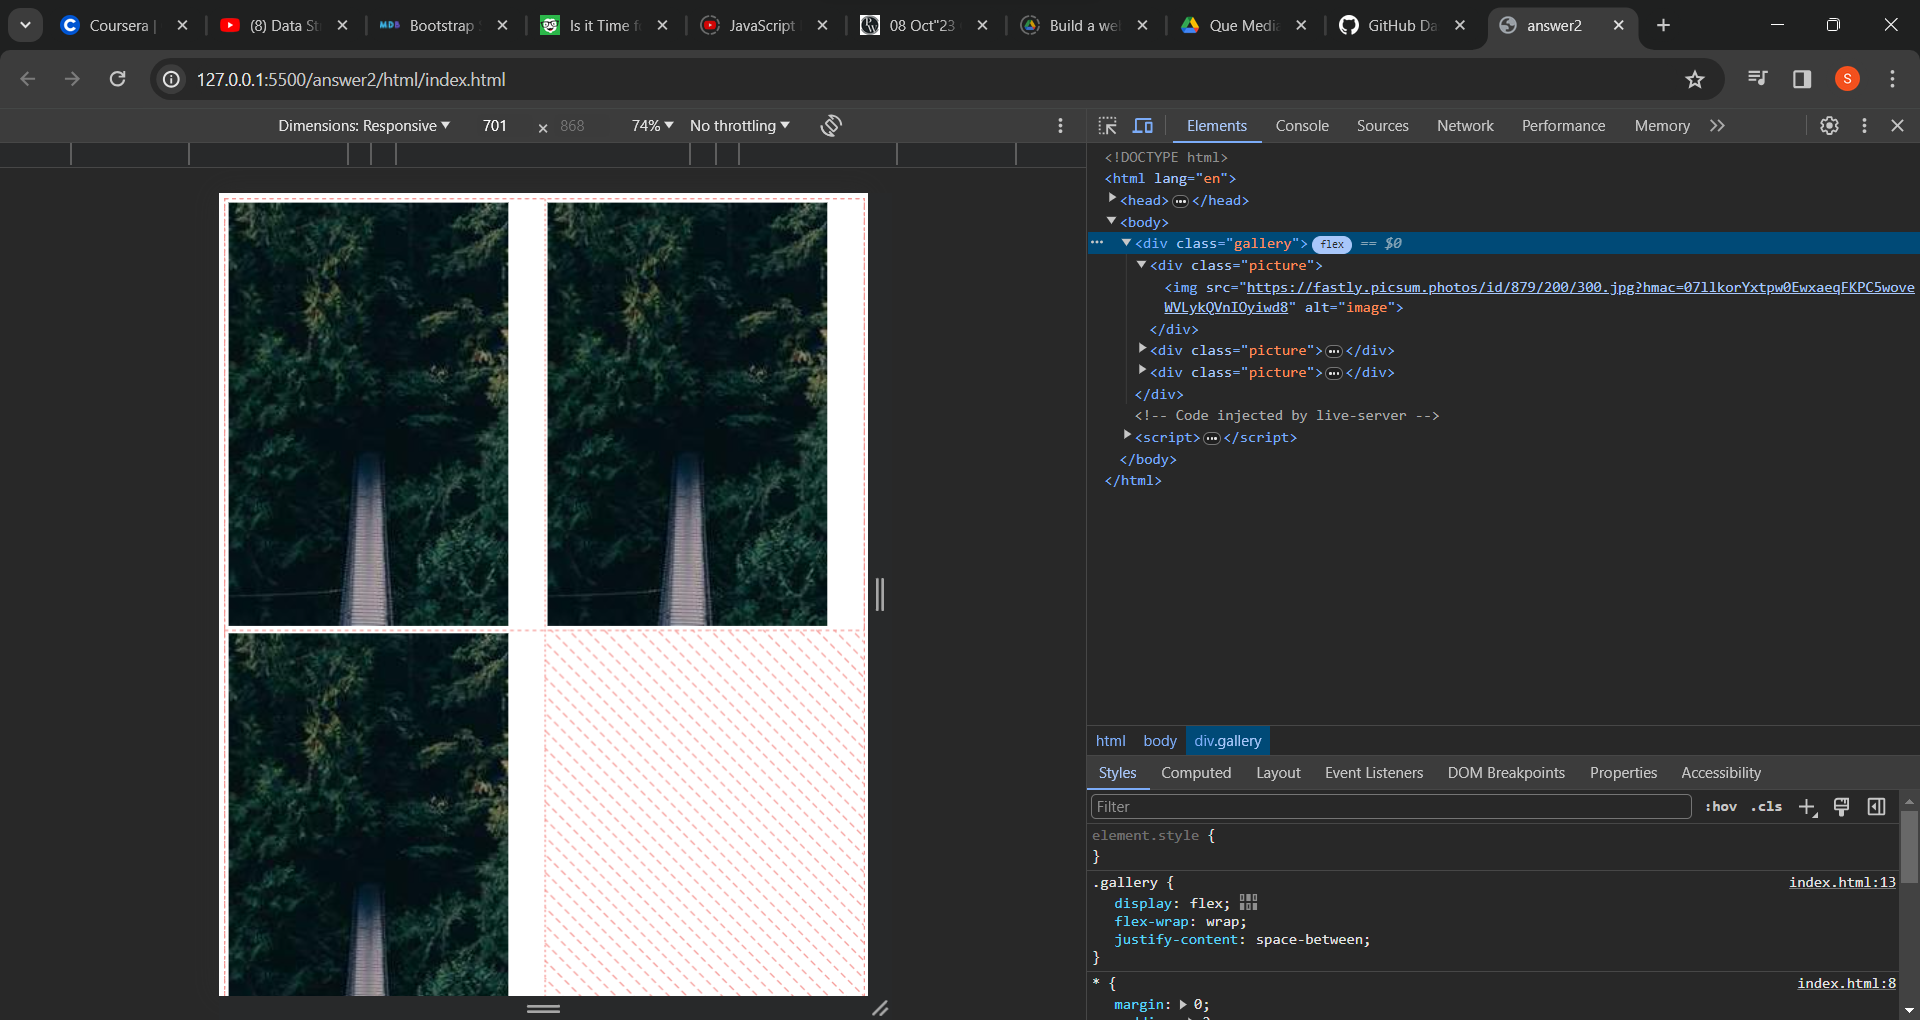 Coursera |
(8) Data St
MDB Bootstrap
Is it Time f
JavaScript
08 Oct"23
Build a we
Que Media
GitHub Da
answer2
127.0.0.1:5500/answer2/html/index.html
S
Dimensions: Responsive 701 × 868 74% No throttling
Elements Console Sources Network Performance Memory
<!DOCTYPE html>
<html lang="en">
<head>…</head>
<body>
<div class="gallery"> flex == $0
<div class="picture">
<img src="https://fastly.picsum.photos/id/879/200/300.jpg?hmac=07llkorYxtpw0EwxaeqFKPC5wove
WVLykQVnIOyiwd8" alt="image">
</div>
<div class="picture">…</div>
<div class="picture">…</div>
</div>
<!-- Code injected by live-server -->
<script>…</script>
</body>
</html>
html body div.gallery
Styles Computed Layout Event Listeners DOM Breakpoints Properties Accessibility
Filter :hov .cls
element.style {
}
.gallery { index.html:13
display: flex;
flex-wrap: wrap;
justify-content: space-between;
}
* { index.html:8
margin: 0;